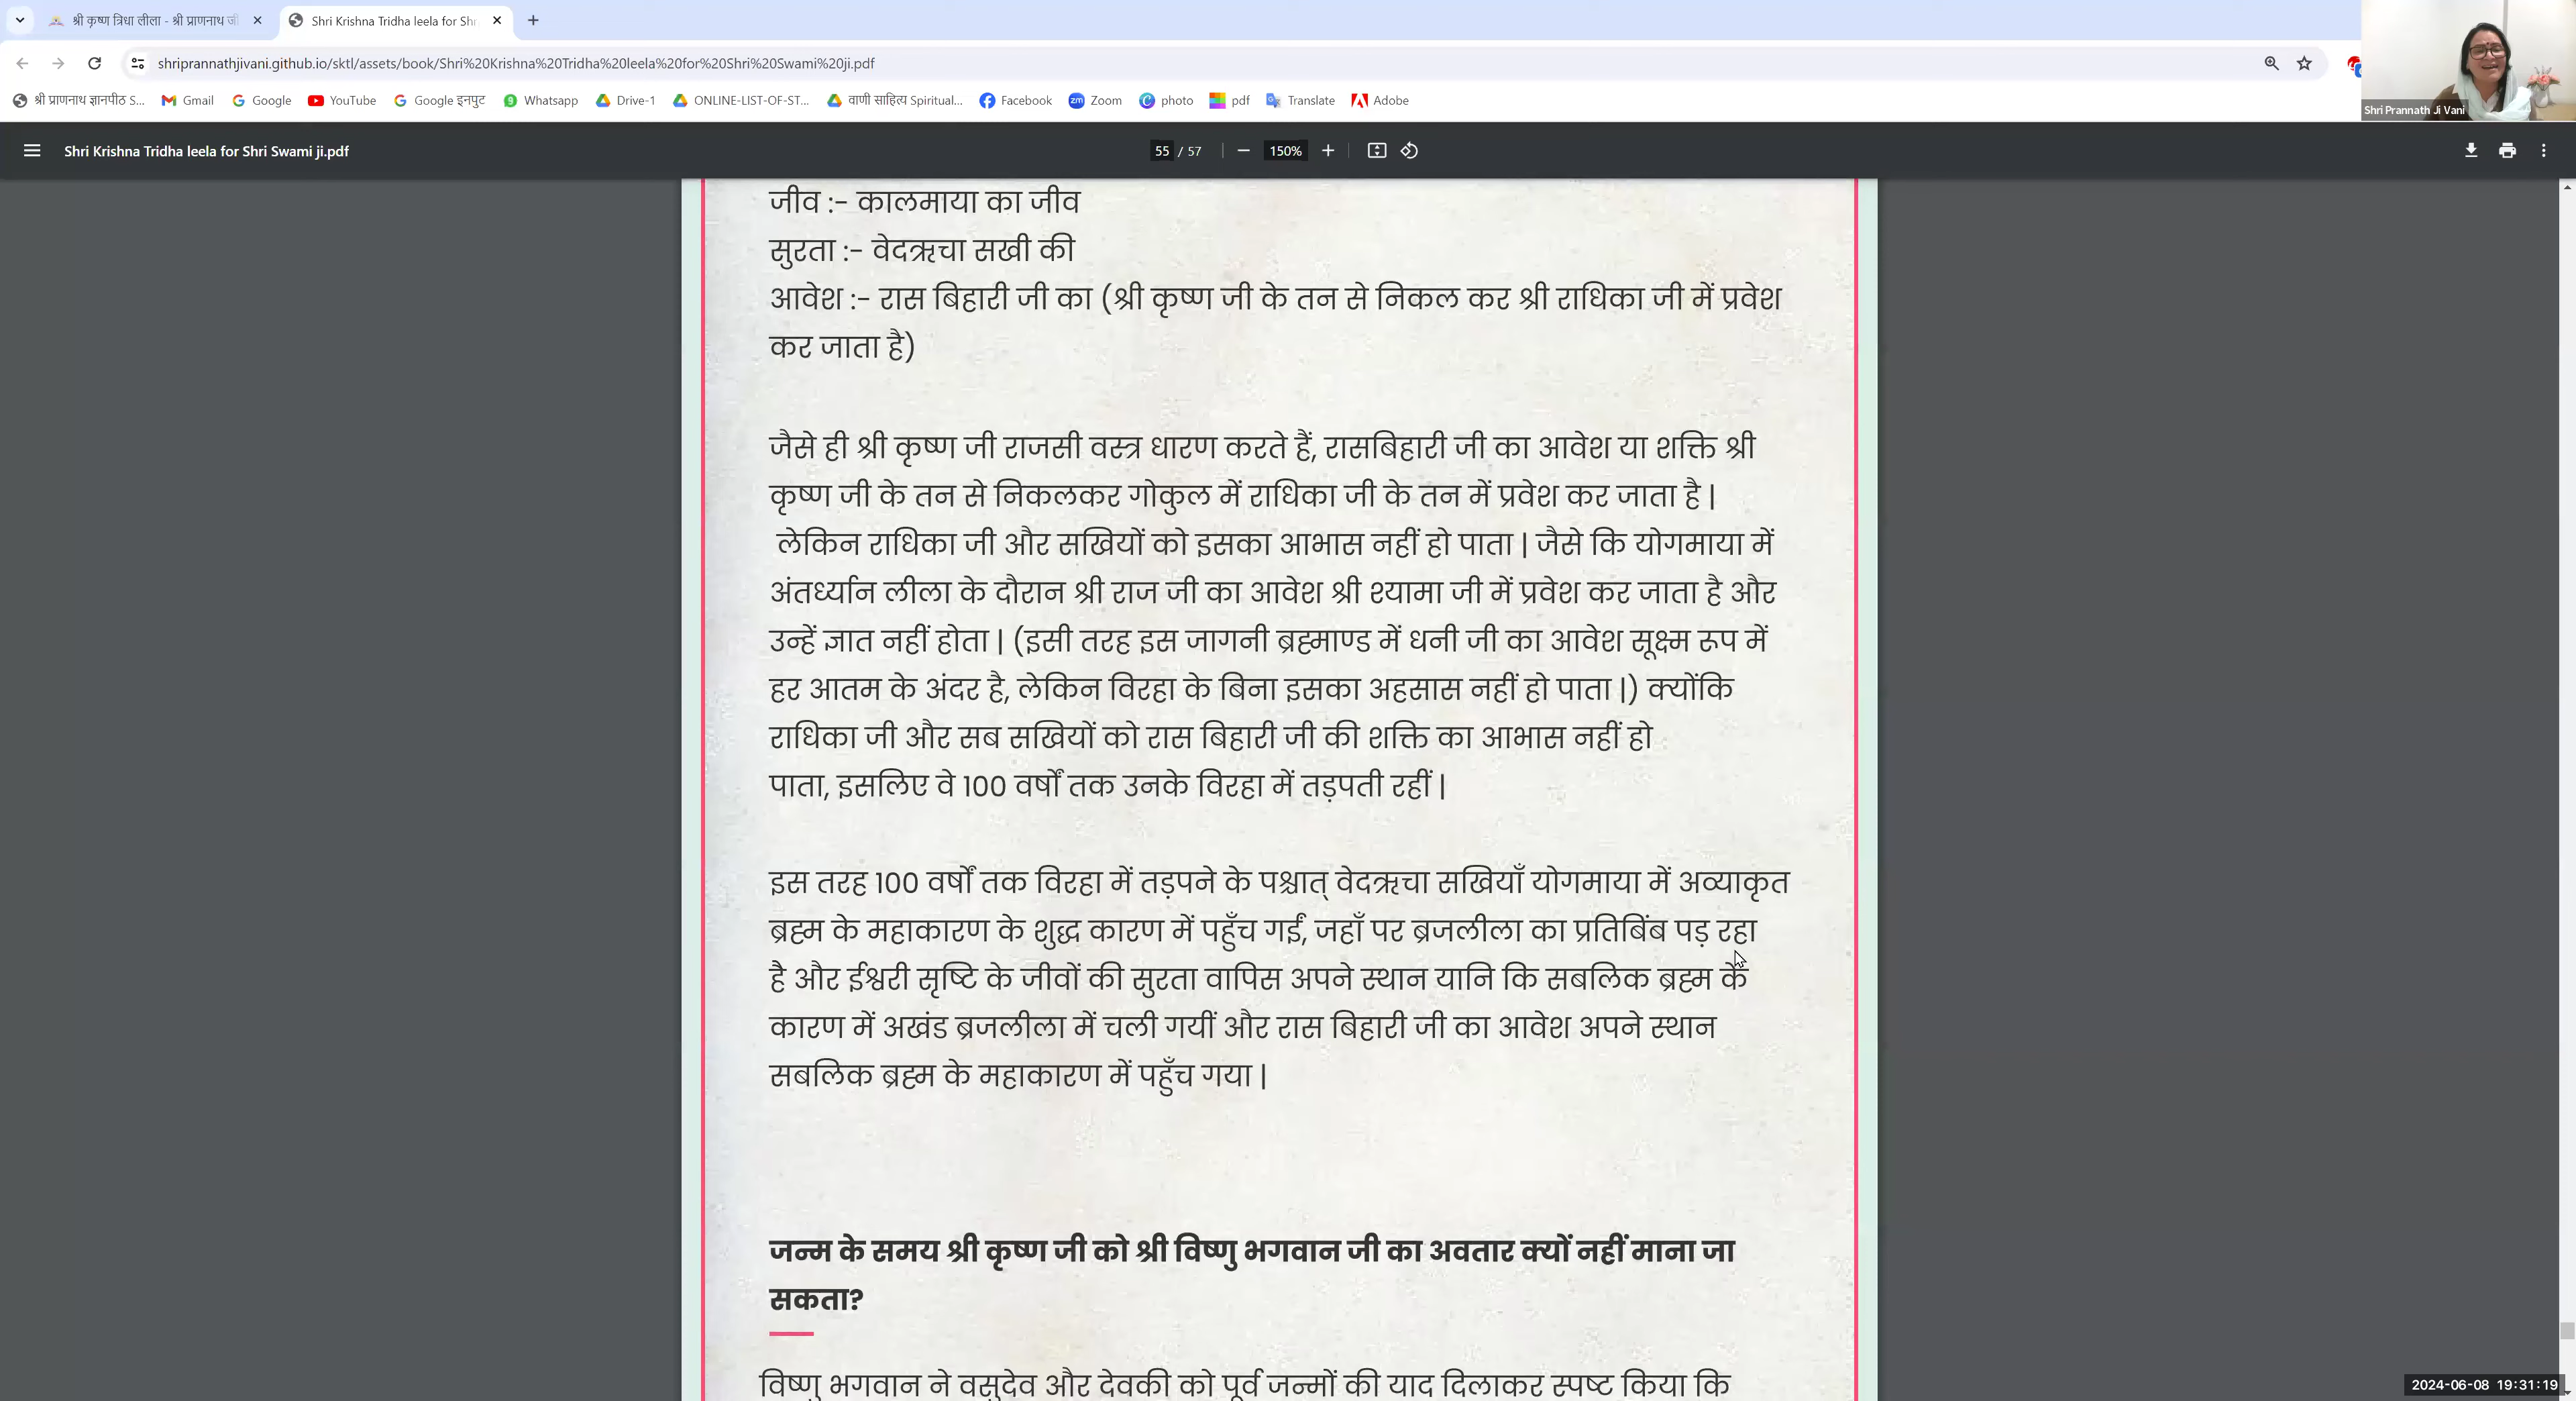 श्री कृष्ण त्रिधा लीला - श्री प्राणनाथ जी
Shri Krishna Tridha leela for Shr
shriprannathjivani.github.io/sktl/assets/book/Shri%20Krishna%20Tridha%20leela%20for%20Shri%20Swami%20ji.pdf
श्री प्राणनाथ ज्ञानपीठ S... Gmail Google YouTube Google इनपुट Whatsapp Drive-1 ONLINE-LIST-OF-ST... वाणी साहित्य Spiritual... Facebook Zoom photo pdf Translate Adobe
Shri Prannath Ji Vani
Shri Krishna Tridha leela for Shri Swami ji.pdf
55 / 57
150%
जीव :- कालमाया का जीव
सुरता :- वेदऋचा सखी की
आवेश :- रास बिहारी जी का (श्री कृष्ण जी के तन से निकल कर श्री राधिका जी में प्रवेश
कर जाता है)
जैसे ही श्री कृष्ण जी राजसी वस्त्र धारण करते हैं, रासबिहारी जी का आवेश या शक्ति श्री
कृष्ण जी के तन से निकलकर गोकुल में राधिका जी के तन में प्रवेश कर जाता है |
लेकिन राधिका जी और सखियों को इसका आभास नहीं हो पाता | जैसे कि योगमाया में
अंतर्ध्यान लीला के दौरान श्री राज जी का आवेश श्री श्यामा जी में प्रवेश कर जाता है और
उन्हें ज्ञात नहीं होता | (इसी तरह इस जागनी ब्रह्माण्ड में धनी जी का आवेश सूक्ष्म रूप में
हर आतम के अंदर है, लेकिन विरहा के बिना इसका अहसास नहीं हो पाता |) क्योंकि
राधिका जी और सब सखियों को रास बिहारी जी की शक्ति का आभास नहीं हो
पाता, इसलिए वे 100 वर्षों तक उनके विरहा में तड़पती रहीं |
इस तरह 100 वर्षों तक विरहा में तड़पने के पश्चात् वेदऋचा सखियाँ योगमाया में अव्याकृत
ब्रह्म के महाकारण के शुद्ध कारण में पहुँच गईं, जहाँ पर ब्रजलीला का प्रतिबिंब पड़ रहा
है और ईश्वरी सृष्टि के जीवों की सुरता वापिस अपने स्थान यानि कि सबलिक ब्रह्म के
कारण में अखंड ब्रजलीला में चली गयीं और रास बिहारी जी का आवेश अपने स्थान
सबलिक ब्रह्म के महाकारण में पहुँच गया |
जन्म के समय श्री कृष्ण जी को श्री विष्णु भगवान जी का अवतार क्यों नहीं माना जा
सकता?
विष्णु भगवान ने वसुदेव और देवकी को पूर्व जन्मों की याद दिलाकर स्पष्ट किया कि
2024-06-08 19:31:19